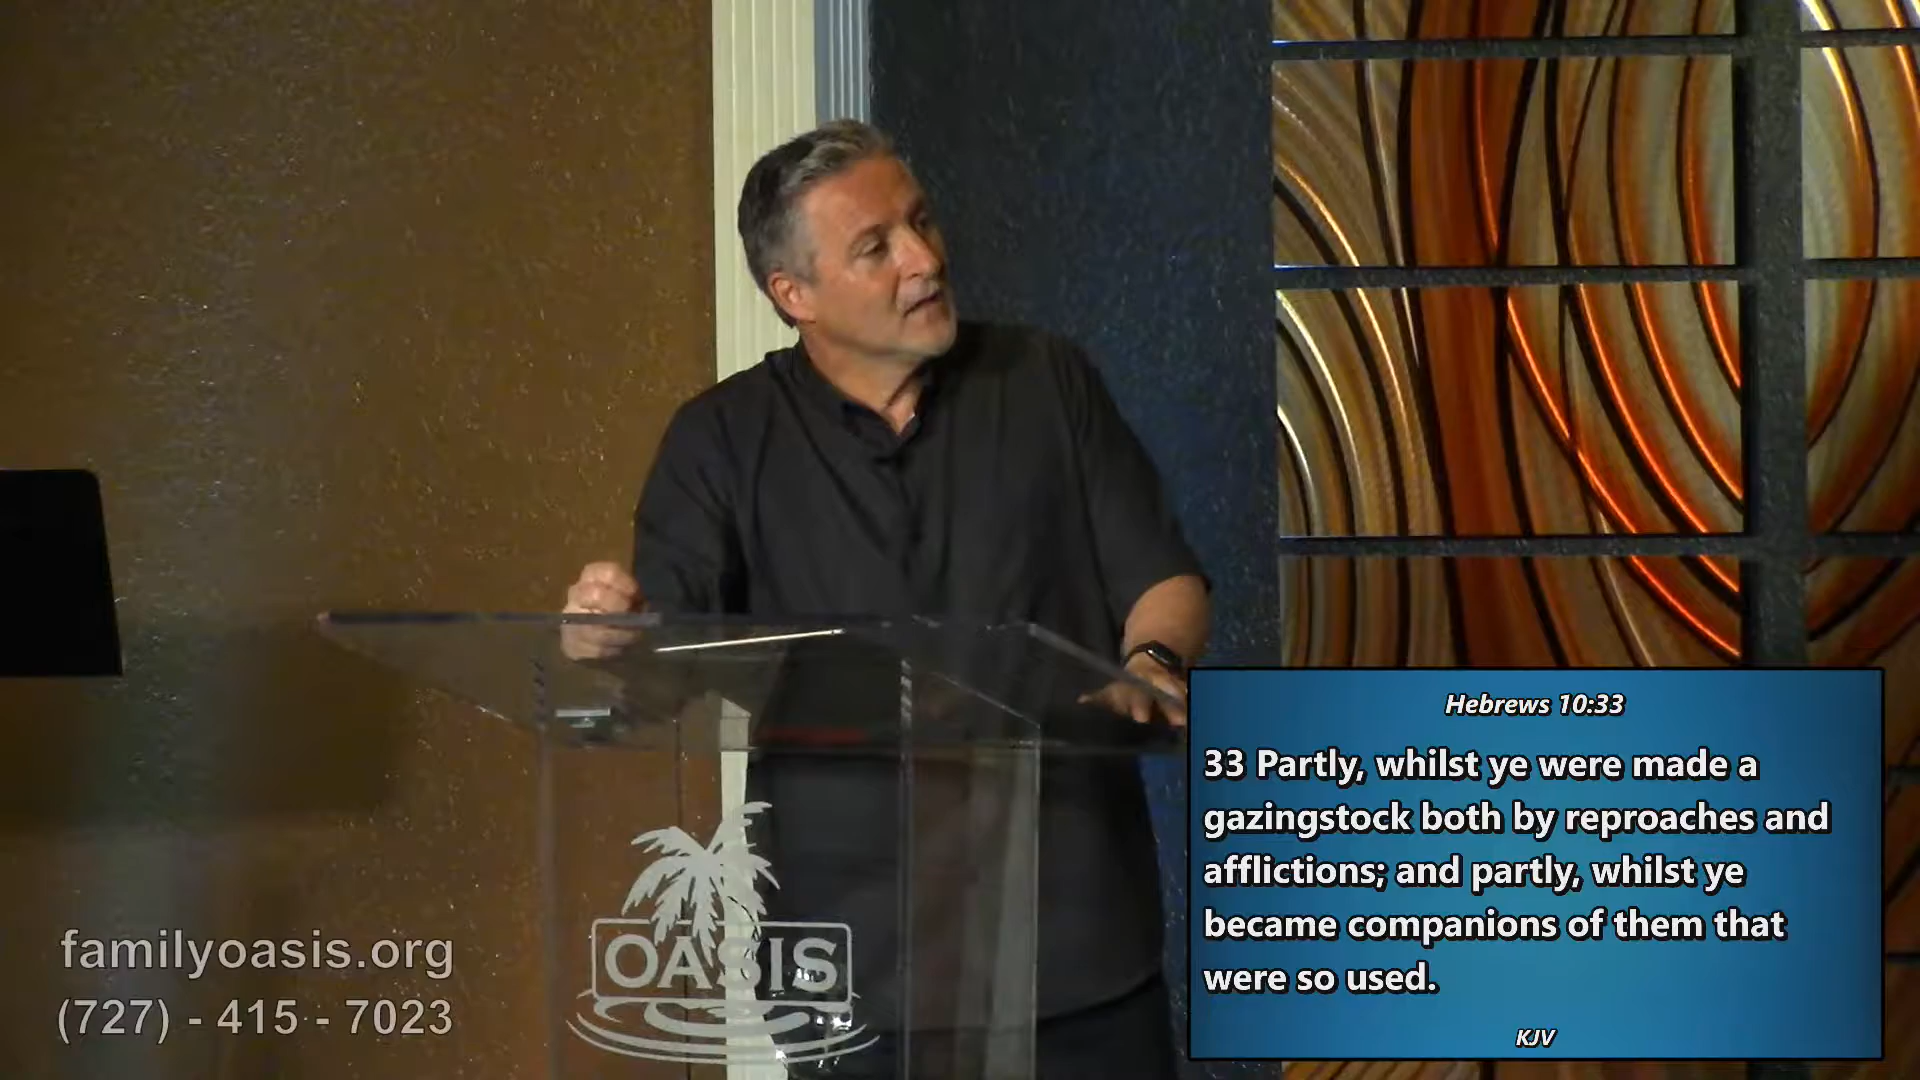 Hebrews 10:33
33 Partly, whilst ye were made a
gazingstock both by reproaches and
afflictions; and partly, whilst ye
became companions of them that
were so used.
KJV
familyoasis.org
(727) - 415 - 7023
OASIS